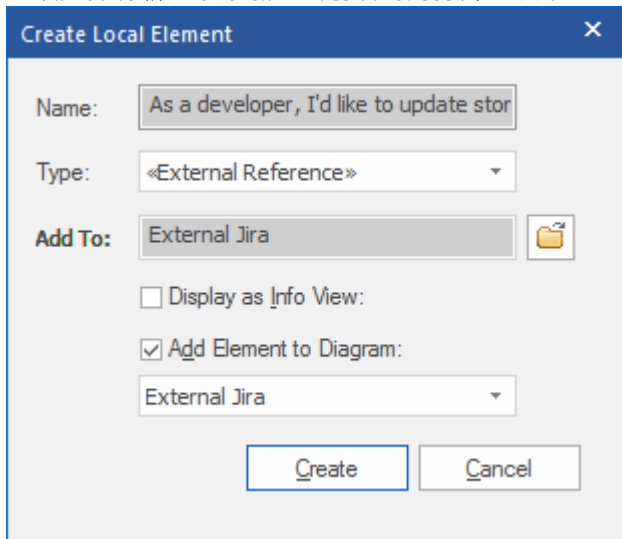 Create Local Element
Name: As a developer, I'd like to update stor
Type: «External Reference»
Add To: External Jira
Display as Info View:
Add Element to Diagram:
External Jira
Create Cancel